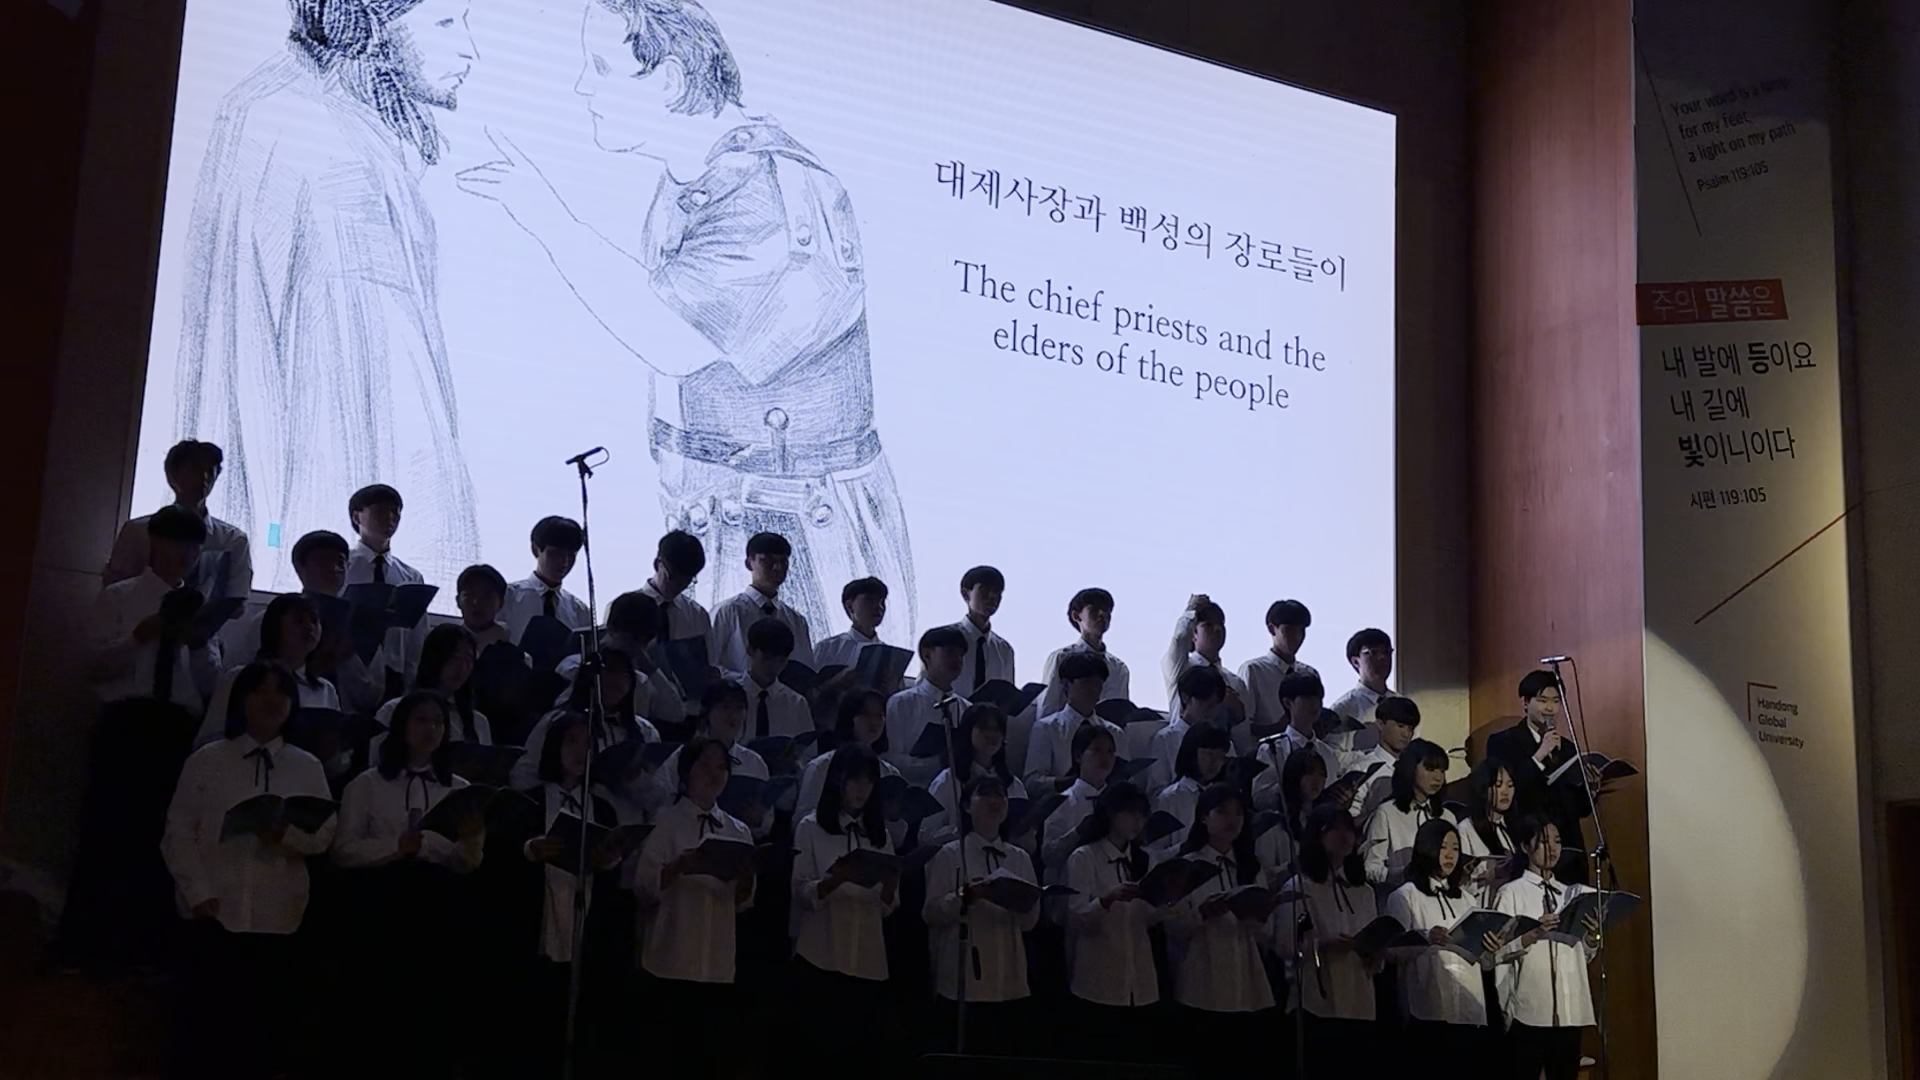 대제사장과 백성의 장로들이
The chief priests and the
elders of the people
Your word is a lamp
for my feet,
a light on my path
Psalm 119:105
주의 말씀은
내 발에 등이요
내 길에
빛이니이다
시편 119:105
Handong
Global
University